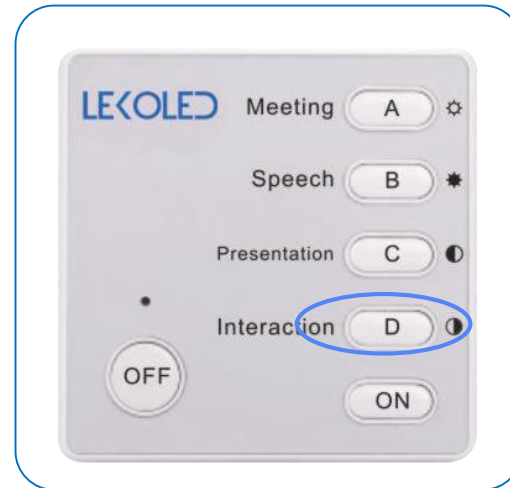 LEKOLED
Meeting A
Speech B
Presentation C
Interaction D
OFF
ON